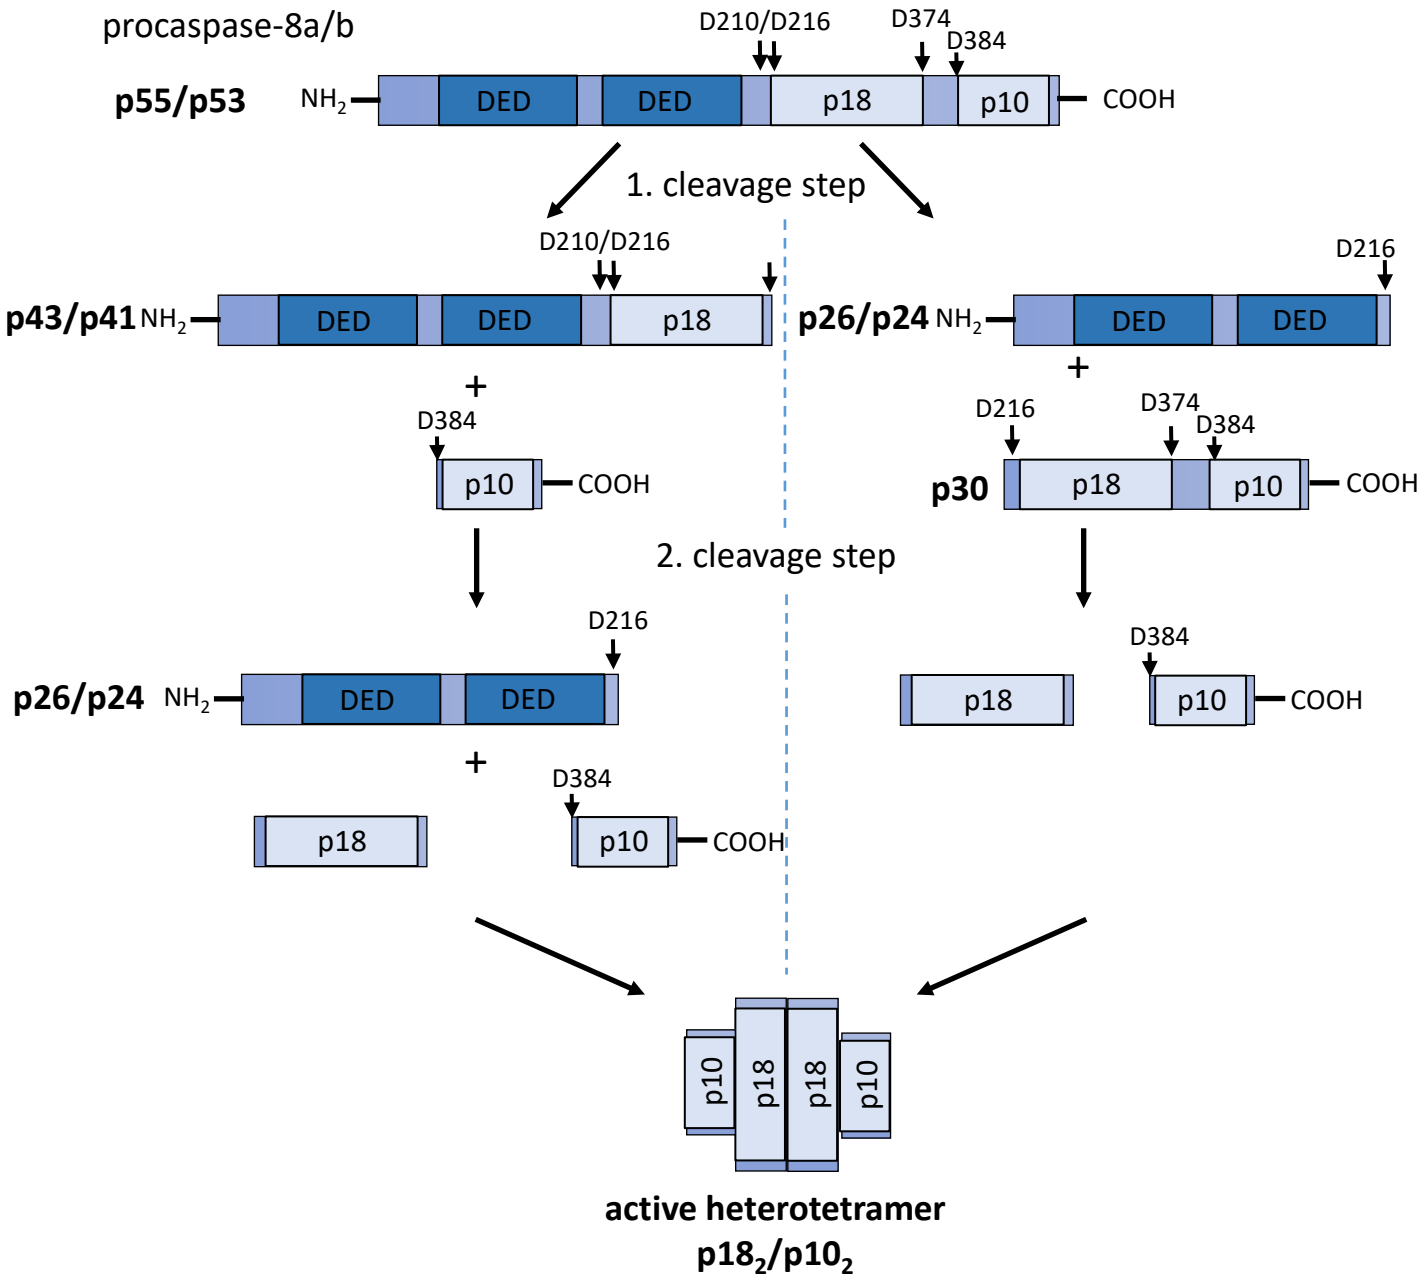 procaspase-8a/b
D210/D216
D374
D384
p55/p53
NH2
DED
DED
p18
p10
COOH
1. cleavage step
D210/D216
p43/p41
NH2
DED
DED
p18
+
D384
p10
COOH
D216
p26/p24
NH2
DED
DED
+
D216
D374
D384
p30
p18
p10
COOH
2. cleavage step
D216
p26/p24
NH2
DED
DED
+
D384
p18
p10
COOH
D384
p18
p10
COOH
p10
p18
p18
p10
active heterotetramer
p182/p102